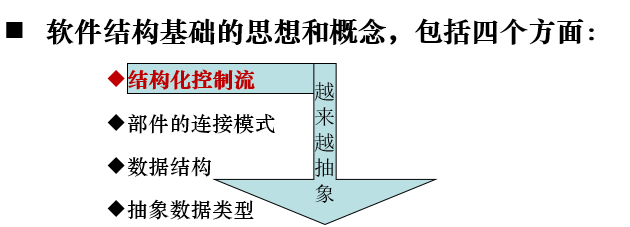 ■ 软件结构基础的思想和概念，包括四个方面：
◆结构化控制流
◆部件的连接模式
◆数据结构
◆抽象数据类型
越来越抽象